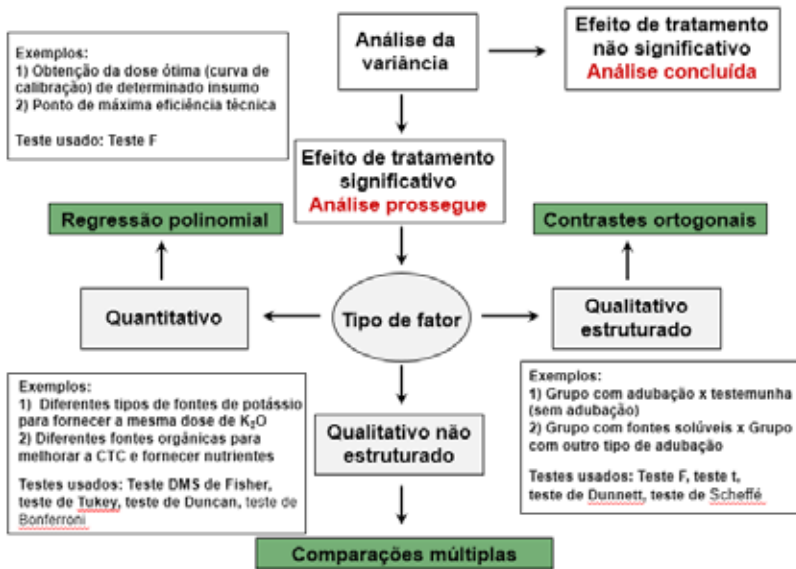 Exemplos:
1) Obtenção da dose ótima (curva de
calibração) de determinado insumo
2) Ponto de máxima eficiência técnica
Teste usado: Teste F
Análise da
variância
Efeito de tratamento
não significativo
Análise concluída
Efeito de tratamento
significativo
Análise prossegue
Regressão polinomial
Contrastes ortogonais
Quantitativo
Tipo de fator
Qualitativo
estruturado
Exemplos:
1) Diferentes tipos de fontes de potássio
para fornecer a mesma dose de K₂O
2) Diferentes fontes orgânicas para
melhorar a CTC e fornecer nutrientes
Testes usados: Teste DMS de Fisher,
teste de Tukey, teste de Duncan, teste de
Bonferroni
Qualitativo não
estruturado
Exemplos:
1) Grupo com adubação x testemunha
(sem adubação)
2) Grupo com fontes solúveis x Grupo
com outro tipo de adubação
Testes usados: Teste F, teste t,
teste de Dunnett, teste de Scheffé
Comparações múltiplas